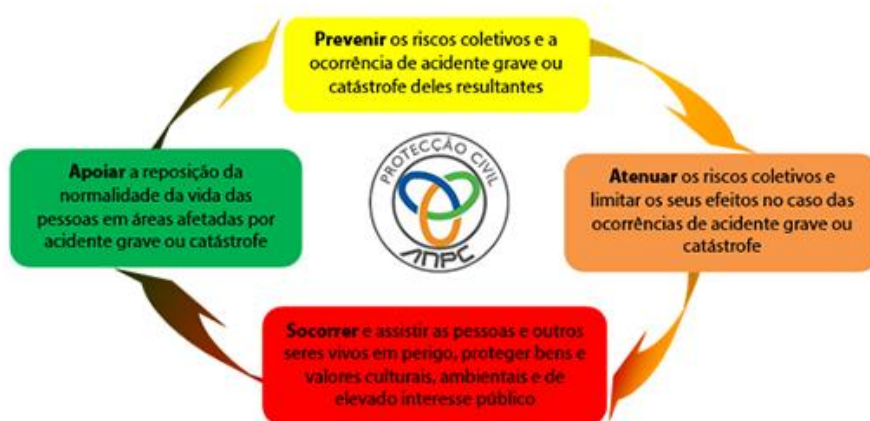 Prevenir os riscos coletivos e a
ocorrência de acidente grave ou
catástrofe deles resultantes
Apoiar a reposição da
normalidade da vida das
pessoas em áreas afetadas por
acidente grave ou catástrofe
PROTECÇÃO CIVIL
ANPC
Atenuar os riscos coletivos e
limitar os seus efeitos no caso das
ocorrências de acidente grave ou
catástrofe
Socorrer e assistir as pessoas e outros
seres vivos em perigo, proteger bens e
valores culturais, ambientais e de
elevado interesse público